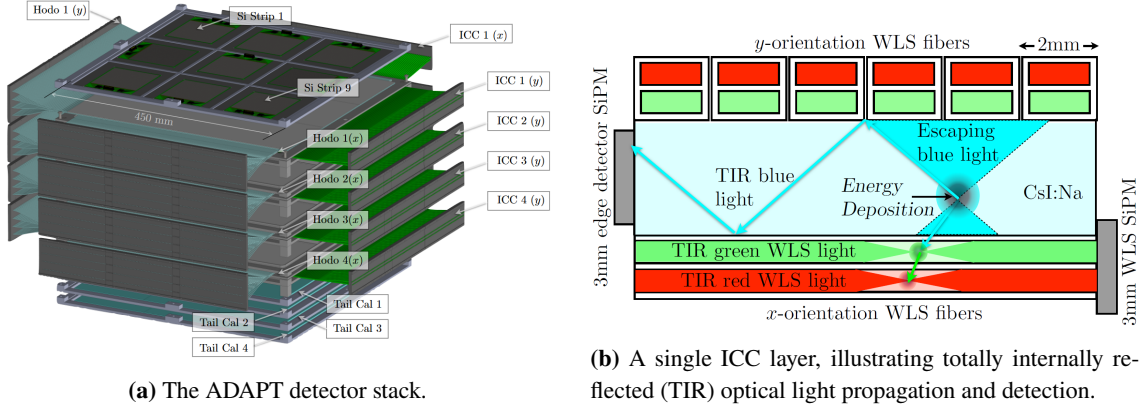 Hodo 1 (y)
Si Strip 1
ICC 1 (x)
ICC 1 (y)
Si Strip 9
ICC 2 (y)
450 mm
Hodo 1(x)
ICC 3 (y)
Hodo 2(x)
ICC 4 (y)
Hodo 3(x)
Hodo 4(x)
Tail Cal 1
Tail Cal 2
Tail Cal 3
Tail Cal 4
(a) The ADAPT detector stack.
y-orientation WLS fibers
2mm
3mm edge detector SiPM
Escaping
blue light
TIR blue
light
Energy
Deposition
CsI:Na
TIR green WLS light
TIR red WLS light
3mm WLS SiPM
x-orientation WLS fibers
(b) A single ICC layer, illustrating totally internally re-
flected (TIR) optical light propagation and detection.